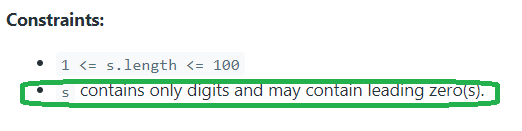 Constraints:
1 <= s.length <= 100
s contains only digits and may contain leading zero(s).